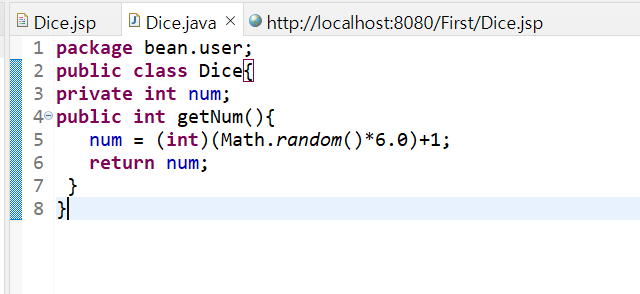 Dice.jsp Dice.java http://localhost:8080/First/Dice.jsp
1 package bean.user;
2 public class Dice{
3 private int num;
4 public int getNum(){
5 num = (int)(Math.random()*6.0)+1;
6 return num;
7 }
8 }